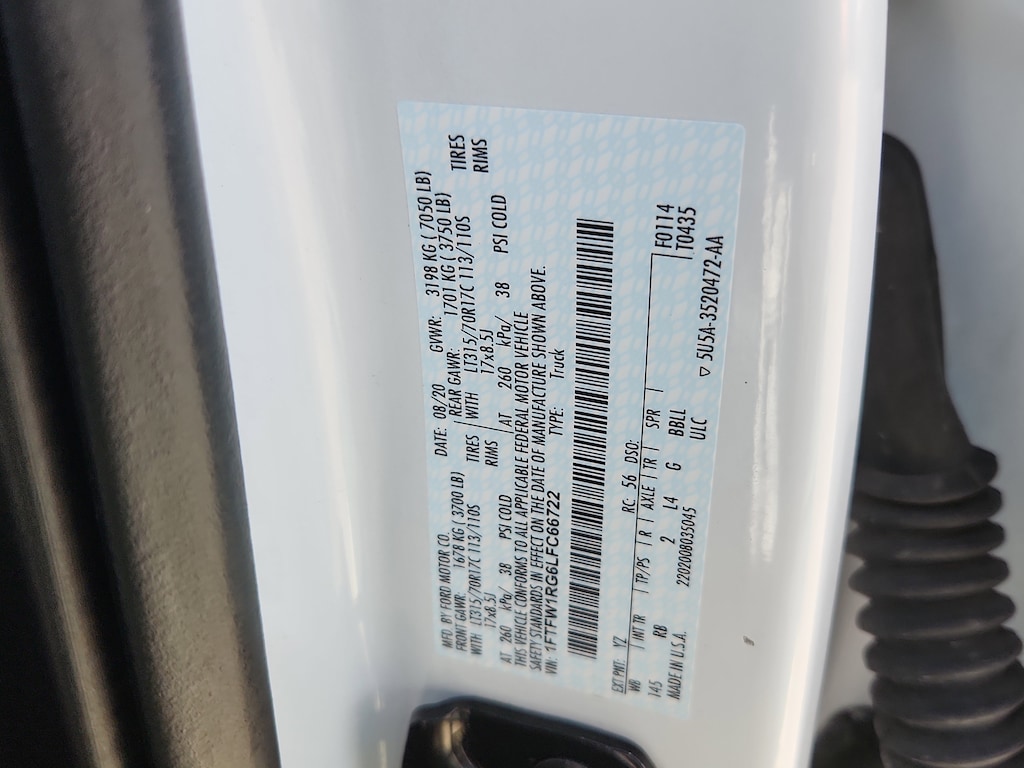 MFD. BY FORD MOTOR CO. DATE: 08/20 GVWR: 3198 KG ( 7050 LB)
FRONT GAWR: 1678 KG ( 3700 LB) REAR GAWR: 1701 KG ( 3750 LB)
WITH LT315/70R17C 113/110S TIRES WITH LT315/70R17C 113/110S TIRES
17x8.5J RIMS 17x8.5J RIMS
AT 260 kPa/ 38 PSI COLD AT 260 kPa/ 38 PSI COLD
THIS VEHICLE CONFORMS TO ALL APPLICABLE FEDERAL MOTOR VEHICLE
SAFETY STANDARDS IN EFFECT ON THE DATE OF MANUFACTURE SHOWN ABOVE.
VIN: 1FTFW1RG6LFC66722 TYPE: Truck
EXT PNT: YZ RC: 56 DSO: F0114
WB INT TR TP/PS R AXLE TR SPR T0435
145 RB 2 L4 G BBLL
MADE IN U.S.A. 2202008035045 ULC ▽ 5U5A-3520472-AA